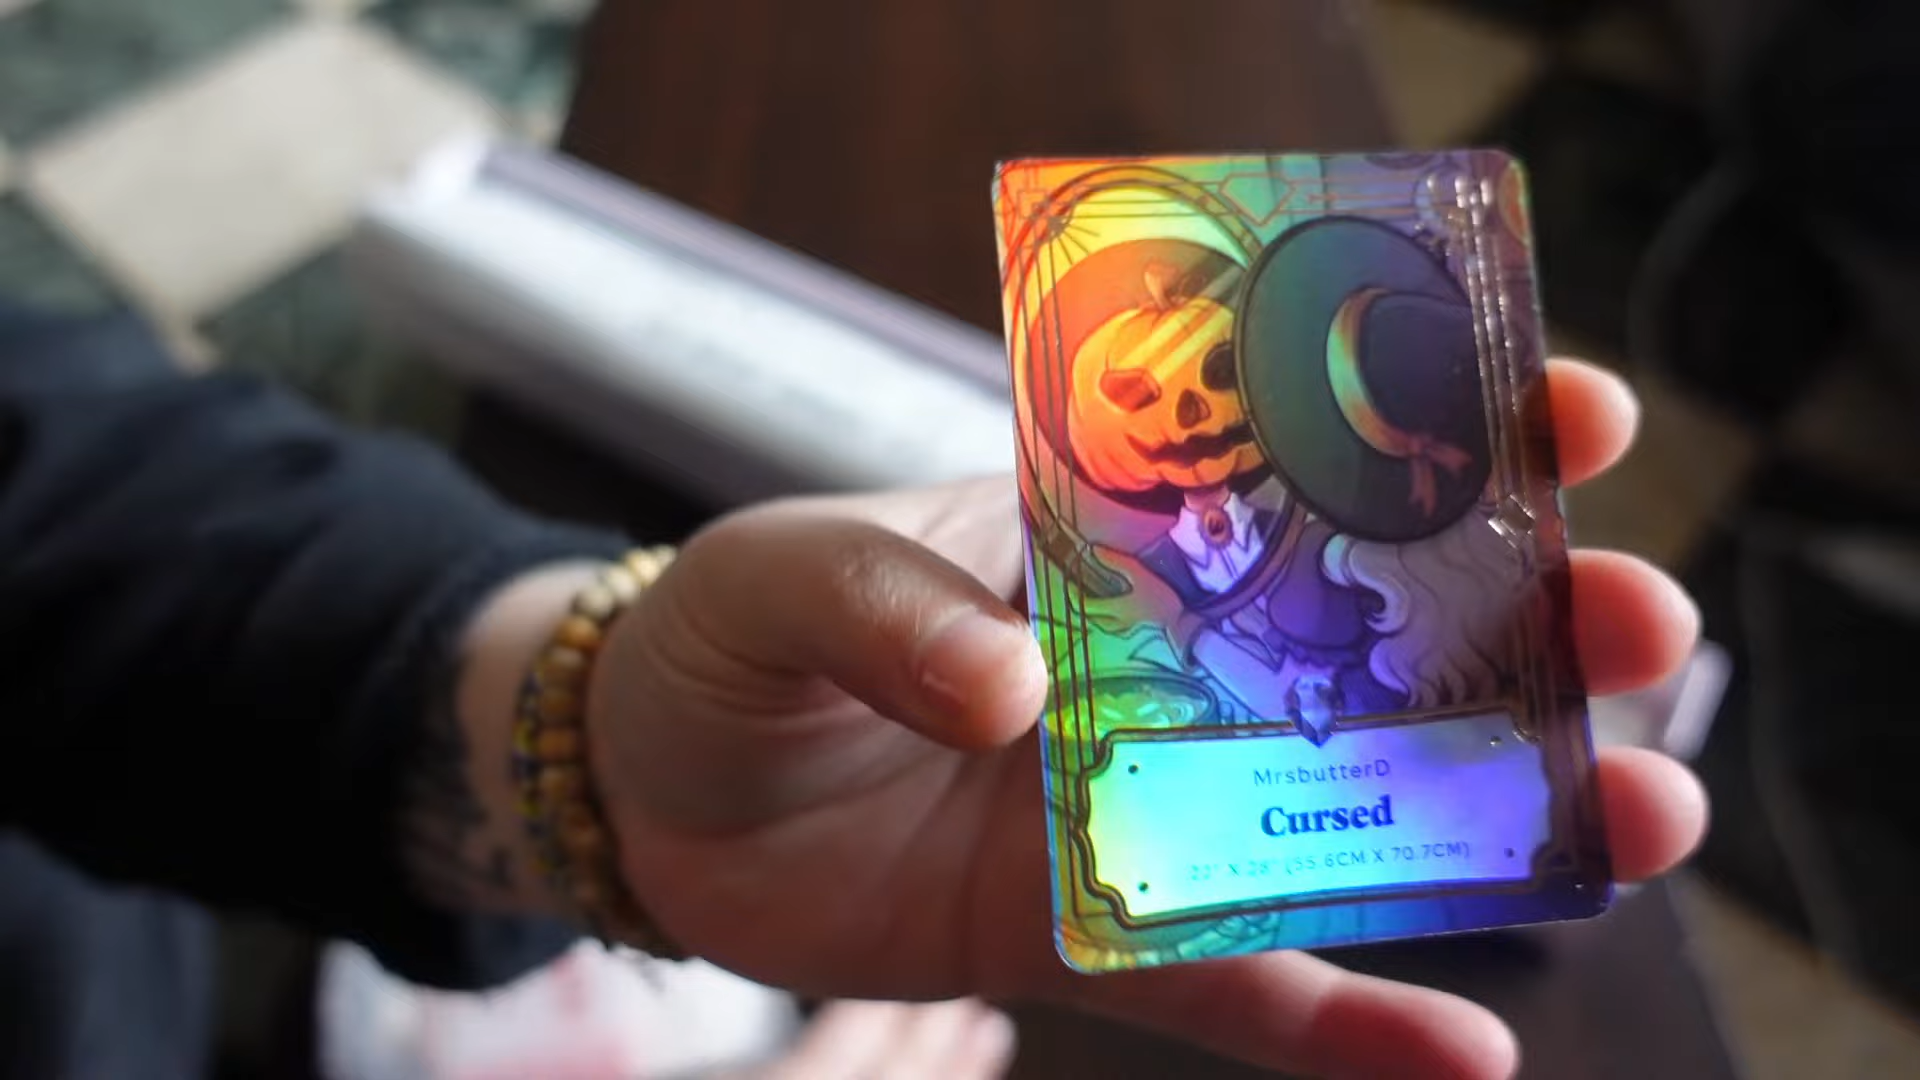 MrsbutterD
Cursed
22" X 28" (55.6CM X 70.7CM)